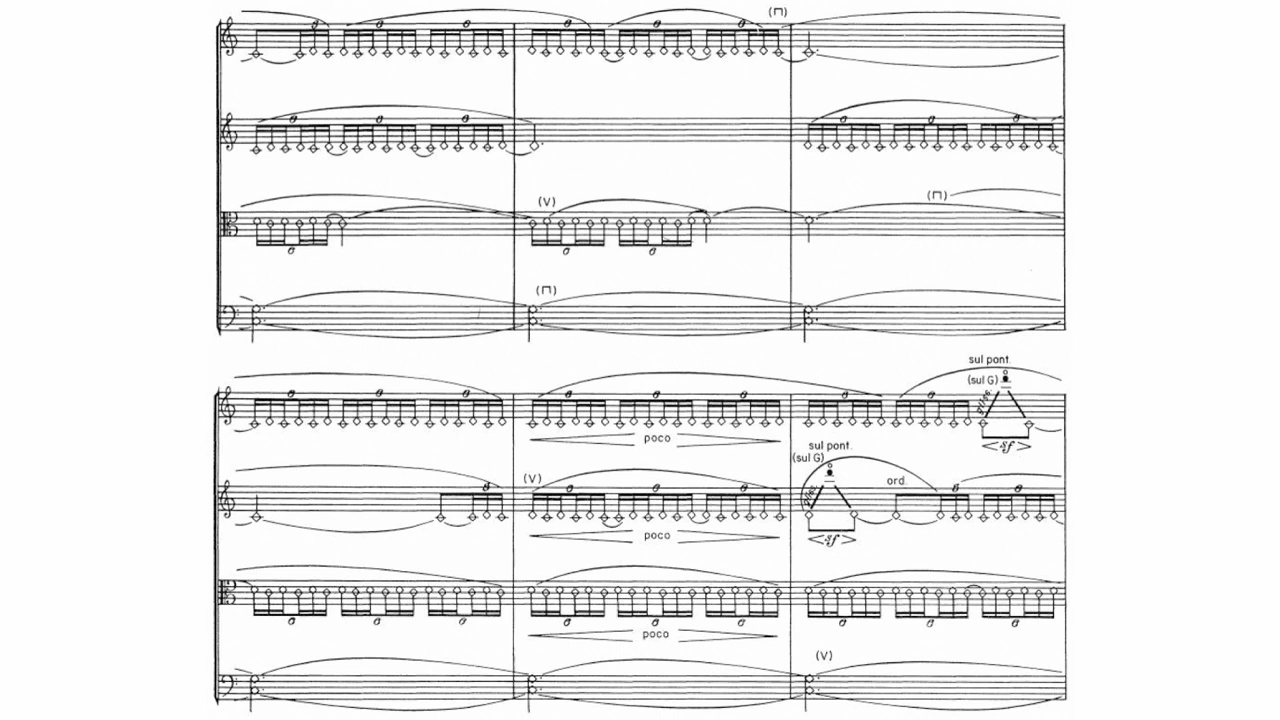 (⊓)
(V)
(⊓)
(⊓)
sul pont.
(sul G)
gliss.
poco
sf
sul pont.
(sul G)
(V)
gliss.
ord.
poco
sf
poco
(V)